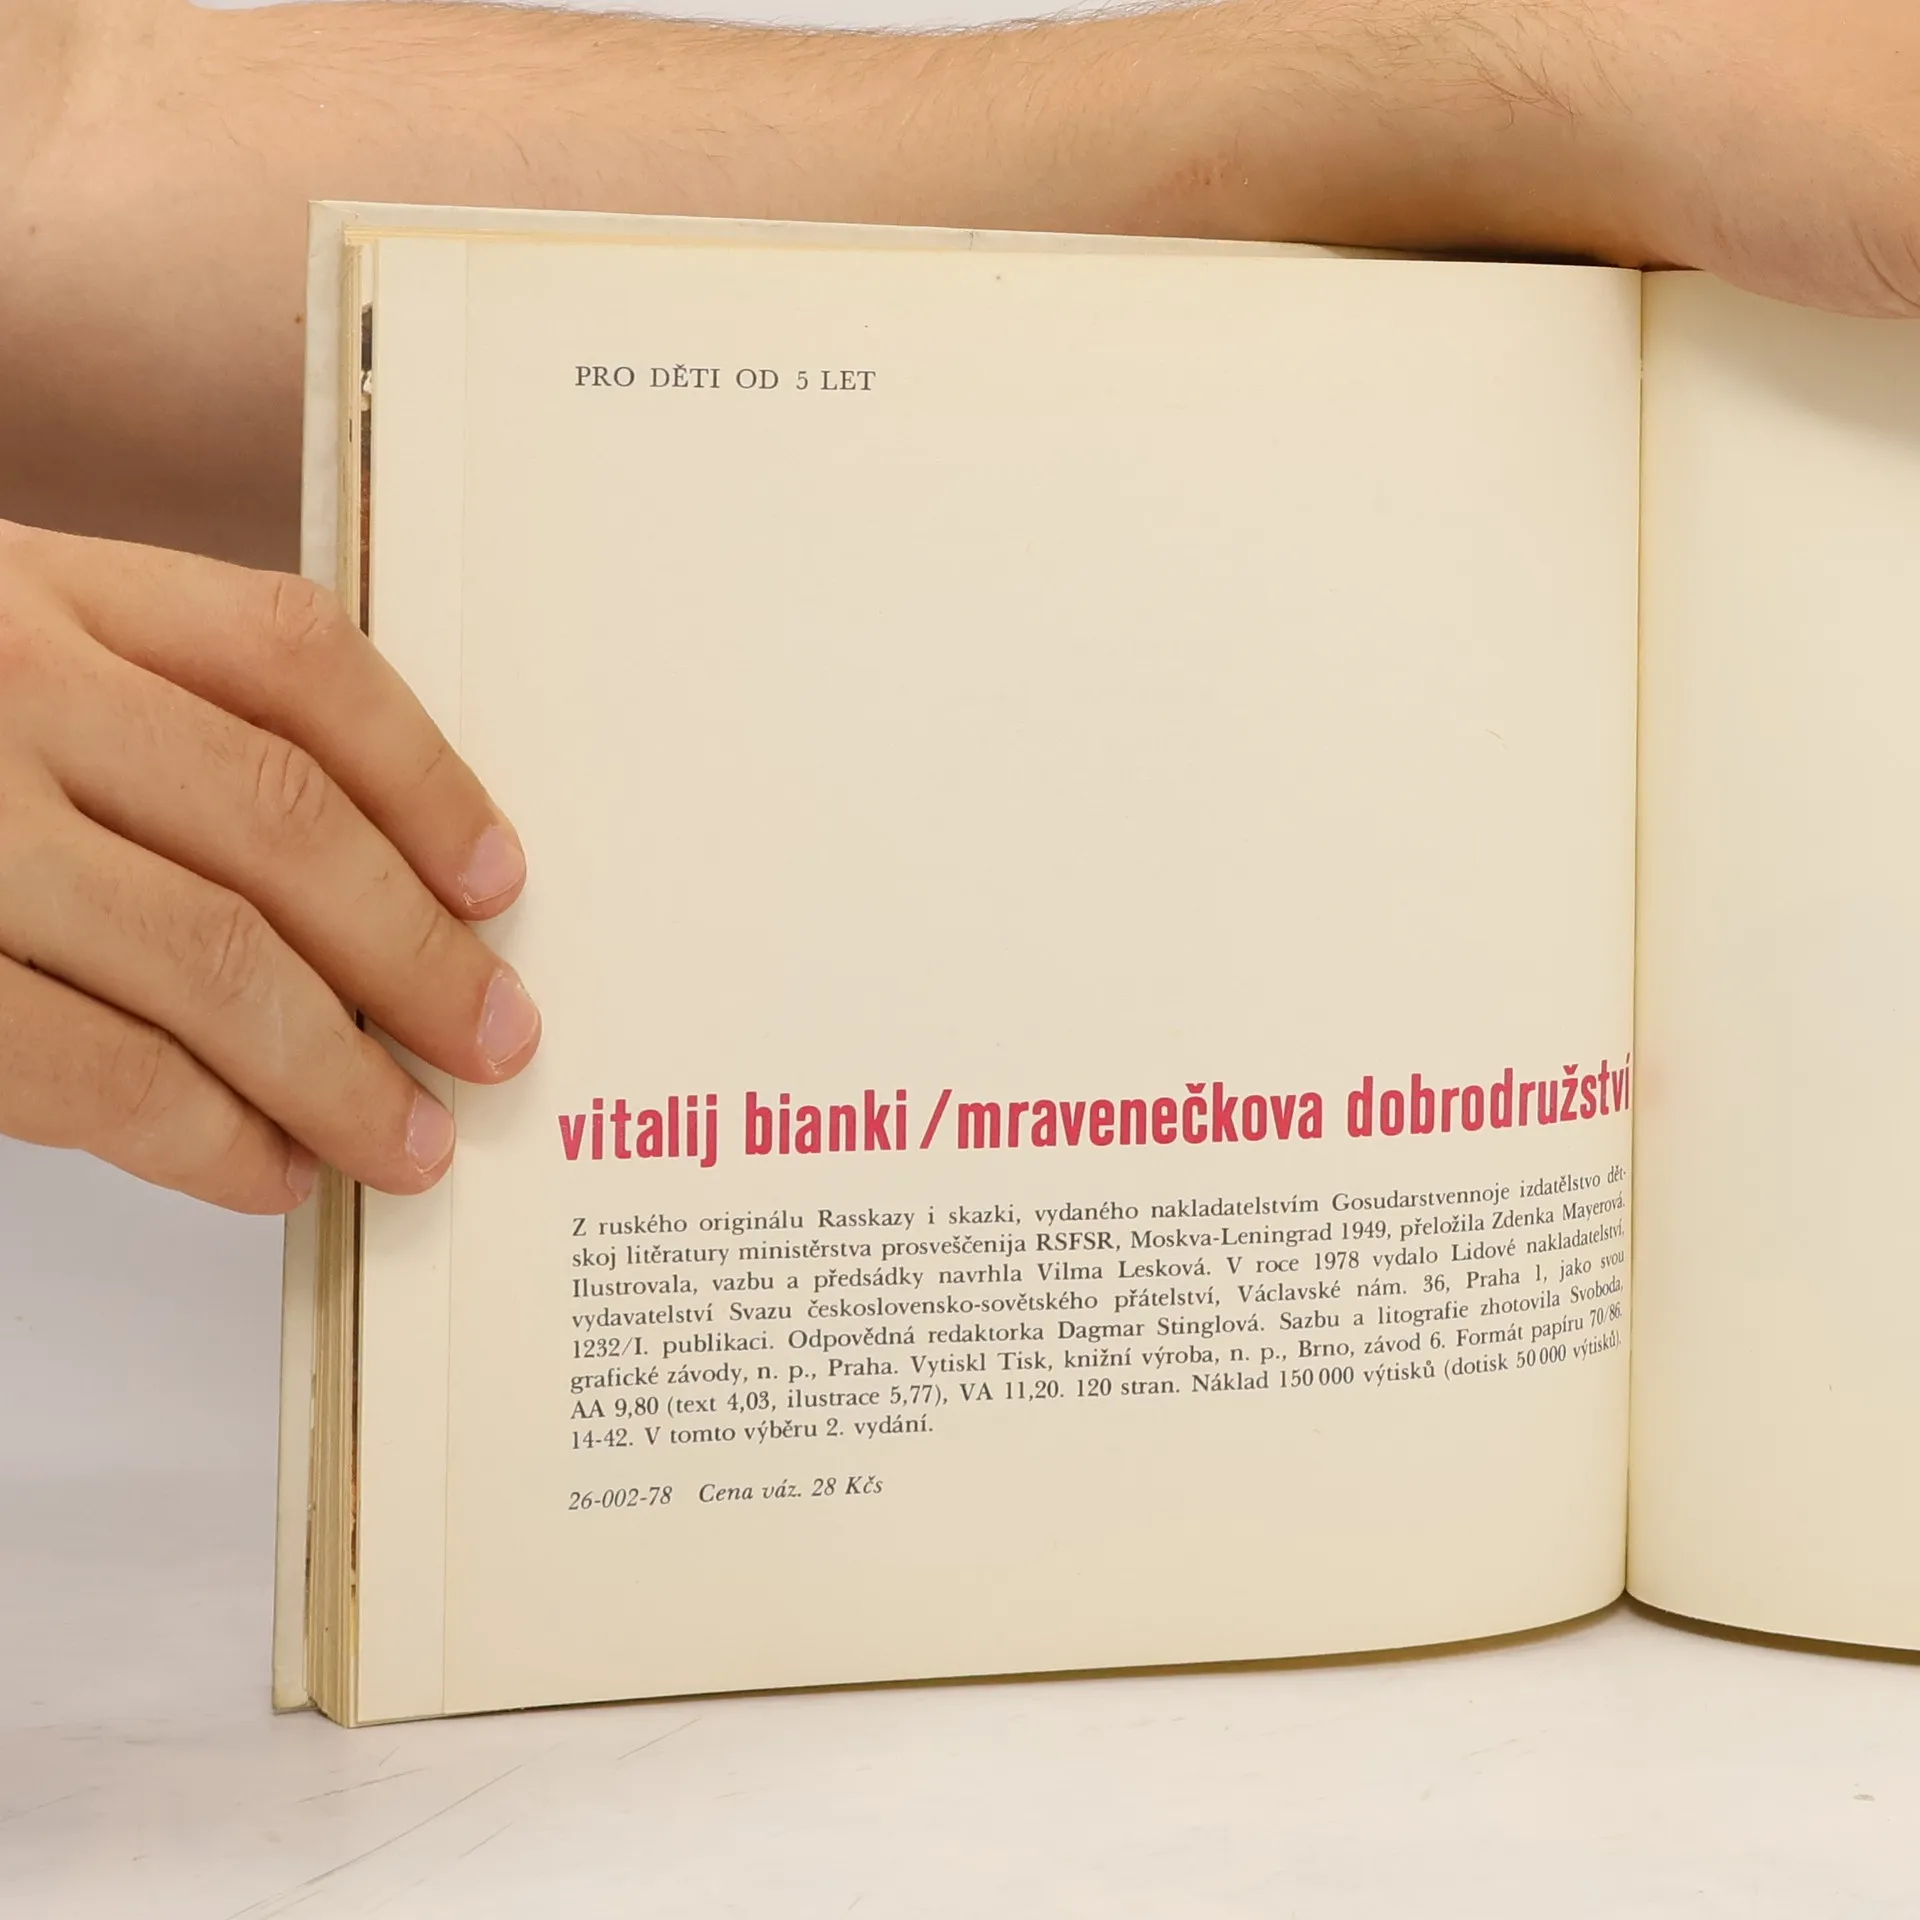 PRO DĚTI OD 5 LET
vitalij bianki/mravenečkova dobrodružství
Z ruského originálu Rasskazy i skazki, vydaného nakladatelstvím Gosudarstvennoje izdatělstvo dět-
skoj litěratury ministěrstva prosveščenija RSFSR, Moskva-Leningrad 1949, přeložila Zdenka Mayerová.
Ilustrovala, vazbu a předsádky navrhla Vilma Lesková. V roce 1978 vydalo Lidové nakladatelství,
vydavatelství Svazu československo-sovětského přátelství, Václavské nám. 36, Praha 1, jako svou
1232/I. publikaci. Odpovědná redaktorka Dagmar Stinglová. Sazbu a litografie zhotovila Svoboda,
grafické závody, n. p., Praha. Vytiskl Tisk, knižní výroba, n. p., Brno, závod 6. Formát papíru 70/86.
AA 9,80 (text 4,03, ilustrace 5,77), VA 11,20. 120 stran. Náklad 150 000 výtisků (dotisk 50 000 výtisků).
14-42. V tomto výběru 2. vydání.
26-002-78 Cena váz. 28 Kčs